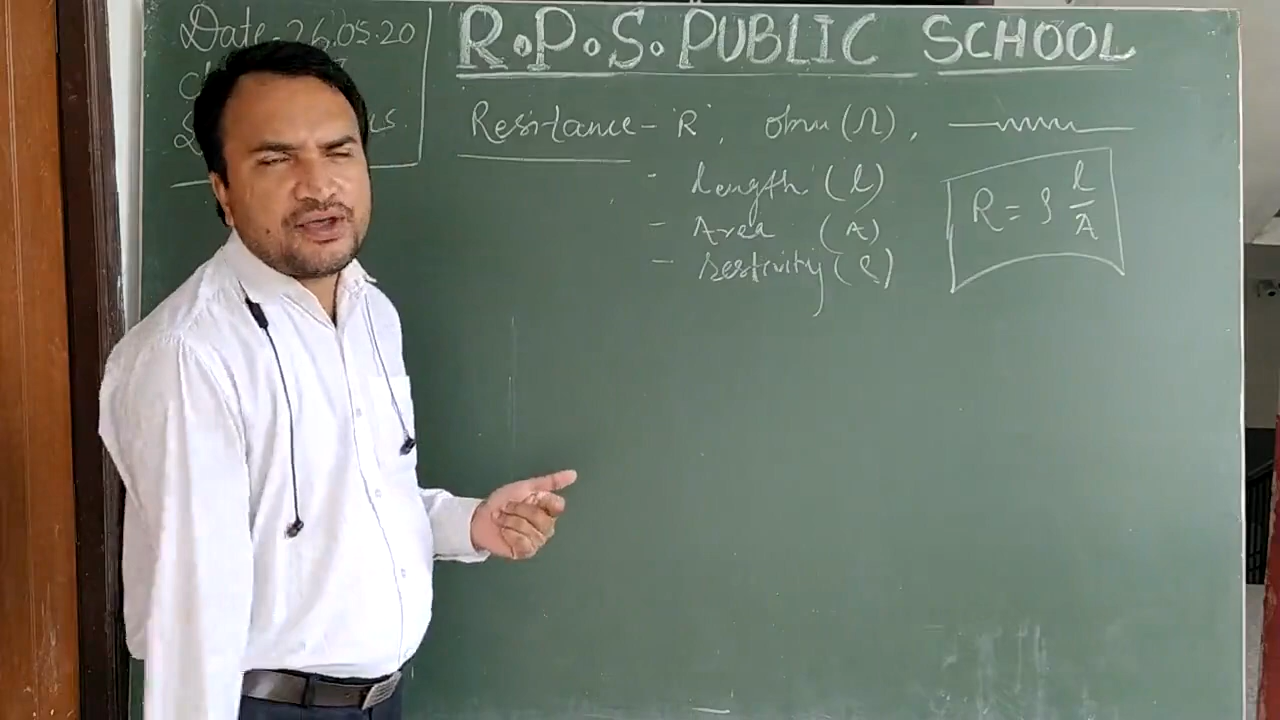 Date-26.05.20
R.P.S. PUBLIC SCHOOL
Resistance - 'R', ohm (Ω),
- Length (l)
- Area (A)
- resistivity (ρ)
R = ρ l/A